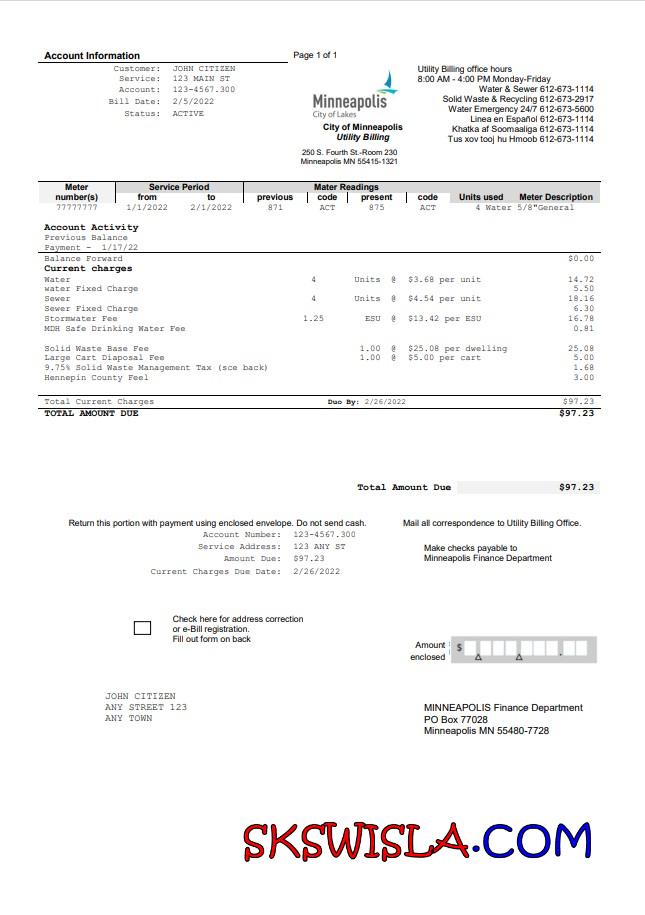 Account Information
Page 1 of 1
Customer: JOHN CITIZEN
Service: 123 MAIN ST
Account: 123-4567.300
Bill Date: 2/5/2022
Status: ACTIVE
Minneapolis
City of Lakes
City of Minneapolis
Utility Billing
250 S. Fourth St.-Room 230
Minneapolis MN 55415-1321
Utility Billing office hours
8:00 AM - 4:00 PM Monday-Friday
Water & Sewer 612-673-1114
Solid Waste & Recycling 612-673-2917
Water Emergency 24/7 612-673-5600
Linea en Español 612-673-1114
Khatka af Soomaaliga 612-673-1114
Tus xov tooj hu Hmoob 612-673-1114
Meter Service Period Mater Readings
number(s) from to previous code present code Units used Meter Description
77777777 1/1/2022 2/1/2022 871 ACT 875 ACT 4 Water 5/8"General
Account Activity
Previous Balance
Payment - 1/17/22
Balance Forward $0.00
Current charges
Water 4 Units @ $3.68 per unit 14.72
water Fixed Charge 5.50
Sewer 4 Units @ $4.54 per unit 18.16
Sewer Fixed Charge 6.30
Stormwater Fee 1.25 ESU @ $13.42 per ESU 16.78
MDH Safe Drinking Water Fee 0.81
Solid Waste Base Fee 1.00 @ $25.08 per dwelling 25.08
Large Cart Disposal Fee 1.00 @ $5.00 per cart 5.00
9.75% Solid Waste Management Tax (sce back) 1.68
Hennepin County Feel 3.00
Total Current Charges Duo By: 2/26/2022 $97.23
TOTAL AMOUNT DUE $97.23
Total Amount Due $97.23
Return this portion with payment using enclosed envelope. Do not send cash.
Mail all correspondence to Utility Billing Office.
Account Number: 123-4567.300
Service Address: 123 ANY ST
Amount Due: $97.23
Current Charges Due Date: 2/26/2022
Make checks payable to
Minneapolis Finance Department
Check here for address correction
or e-Bill registration.
Fill out form on back
Amount
enclosed
$
JOHN CITIZEN
ANY STREET 123
ANY TOWN
MINNEAPOLIS Finance Department
PO Box 77028
Minneapolis MN 55480-7728
SKSWISLA.COM